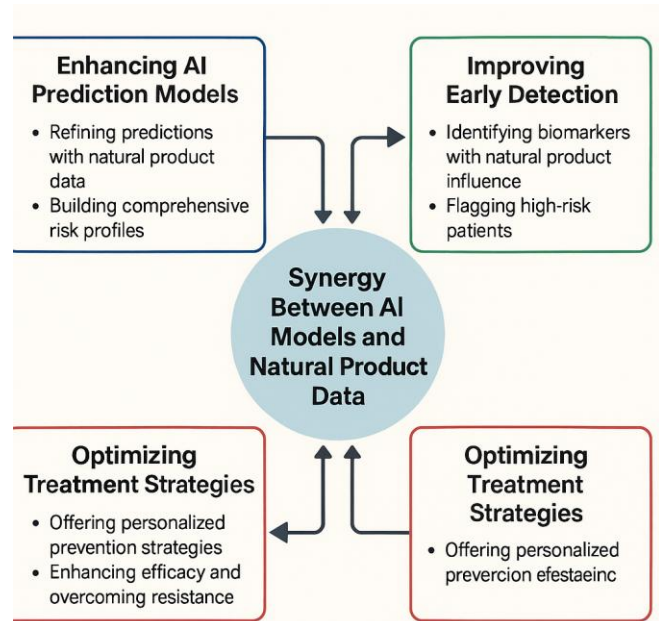 Enhancing AI
Prediction Models
• Refining predictions
with natural product
data
• Building comprehensive
risk profiles
Improving
Early Detection
• Identifying biomarkers
with natural product
influence
• Flagging high-risk
patients
Synergy
Between AI
Models and
Natural Product
Data
Optimizing
Treatment Strategies
• Offering personalized
prevention strategies
• Enhancing efficacy and
overcoming resistance
Optimizing
Treatment
Strategies
• Offering personalized
prevercion efestaeinc